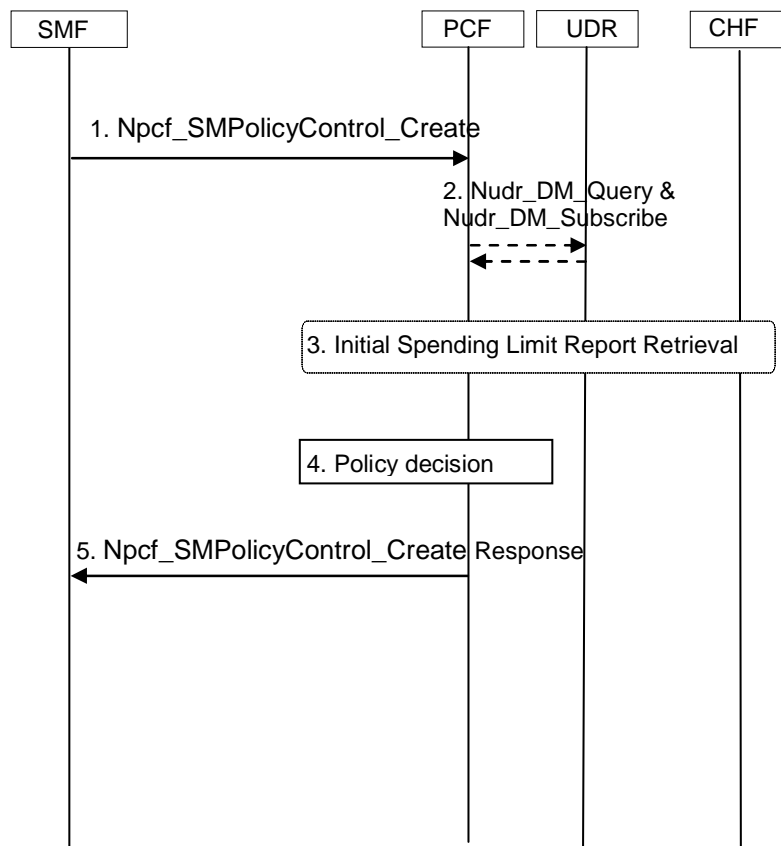 SMF
PCF
UDR
CHF
1. Npcf_SMPolicyControl_Create
2. Nudr_DM_Query &
Nudr_DM_Subscribe
3. Initial Spending Limit Report Retrieval
4. Policy decision
5. Npcf_SMPolicyControl_Create Response